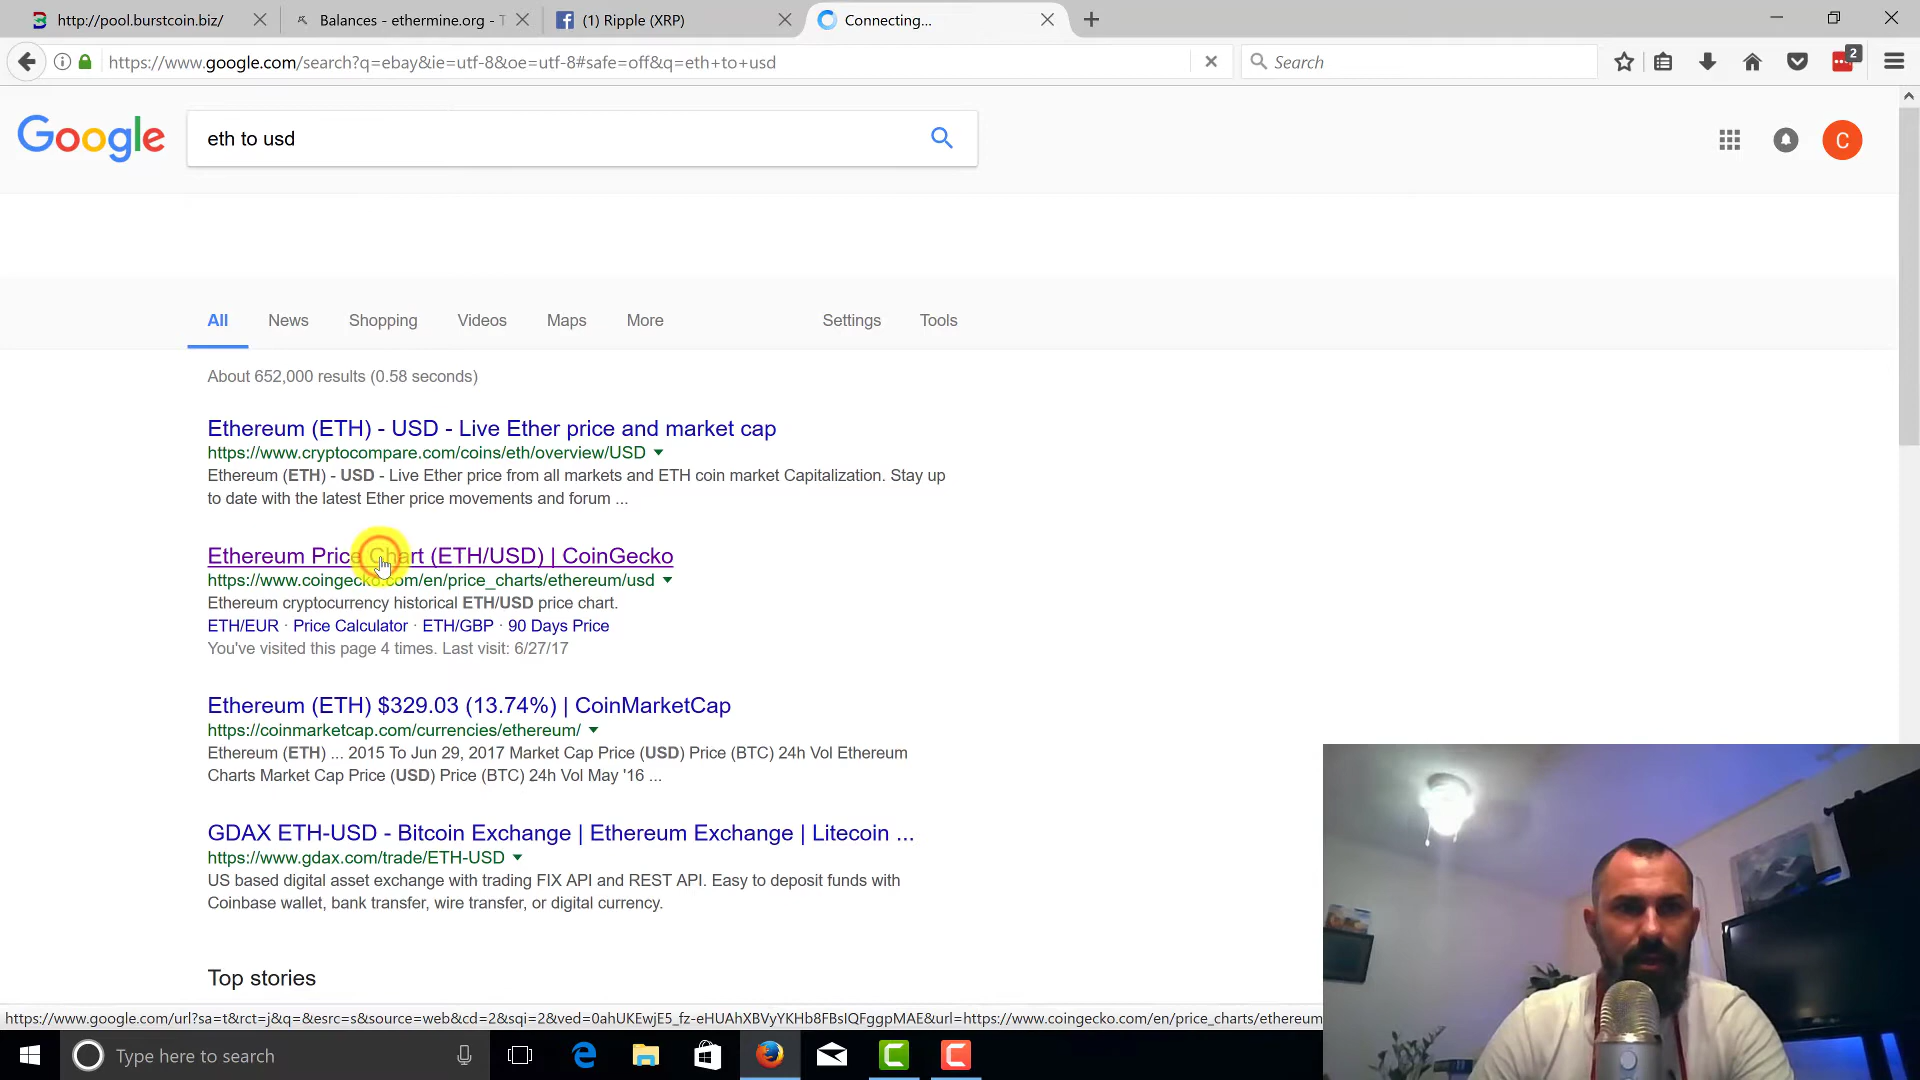 http://pool.burstcoin.biz/
Balances - ethermine.org - T
(1) Ripple (XRP)
Connecting...
https://www.google.com/search?q=ebay&ie=utf-8&oe=utf-8#safe=off&q=eth+to+usd
Search
2
Google
eth to usd
C
All
News
Shopping
Videos
Maps
More
Settings
Tools
About 652,000 results (0.58 seconds)
Ethereum (ETH) - USD - Live Ether price and market cap
https://www.cryptocompare.com/coins/eth/overview/USD
Ethereum (ETH) - USD - Live Ether price from all markets and ETH coin market Capitalization. Stay up
to date with the latest Ether price movements and forum ...
Ethereum Price Chart (ETH/USD) | CoinGecko
https://www.coingecko.com/en/price_charts/ethereum/usd
Ethereum cryptocurrency historical ETH/USD price chart.
ETH/EUR · Price Calculator · ETH/GBP · 90 Days Price
You've visited this page 4 times. Last visit: 6/27/17
Ethereum (ETH) $329.03 (13.74%) | CoinMarketCap
https://coinmarketcap.com/currencies/ethereum/
Ethereum (ETH) ... 2015 To Jun 29, 2017 Market Cap Price (USD) Price (BTC) 24h Vol Ethereum
Charts Market Cap Price (USD) Price (BTC) 24h Vol May '16 ...
GDAX ETH-USD - Bitcoin Exchange | Ethereum Exchange | Litecoin ...
https://www.gdax.com/trade/ETH-USD
US based digital asset exchange with trading FIX API and REST API. Easy to deposit funds with
Coinbase wallet, bank transfer, wire transfer, or digital currency.
Top stories
https://www.google.com/url?sa=t&rct=j&q=&esrc=s&source=web&cd=2&sqi=2&ved=0ahUKEwjE5_fz-eHUAhXBVyYKHb8FBsIQFggpMAE&url=https://www.coingecko.com/en/price_charts/ethereum
Type here to search